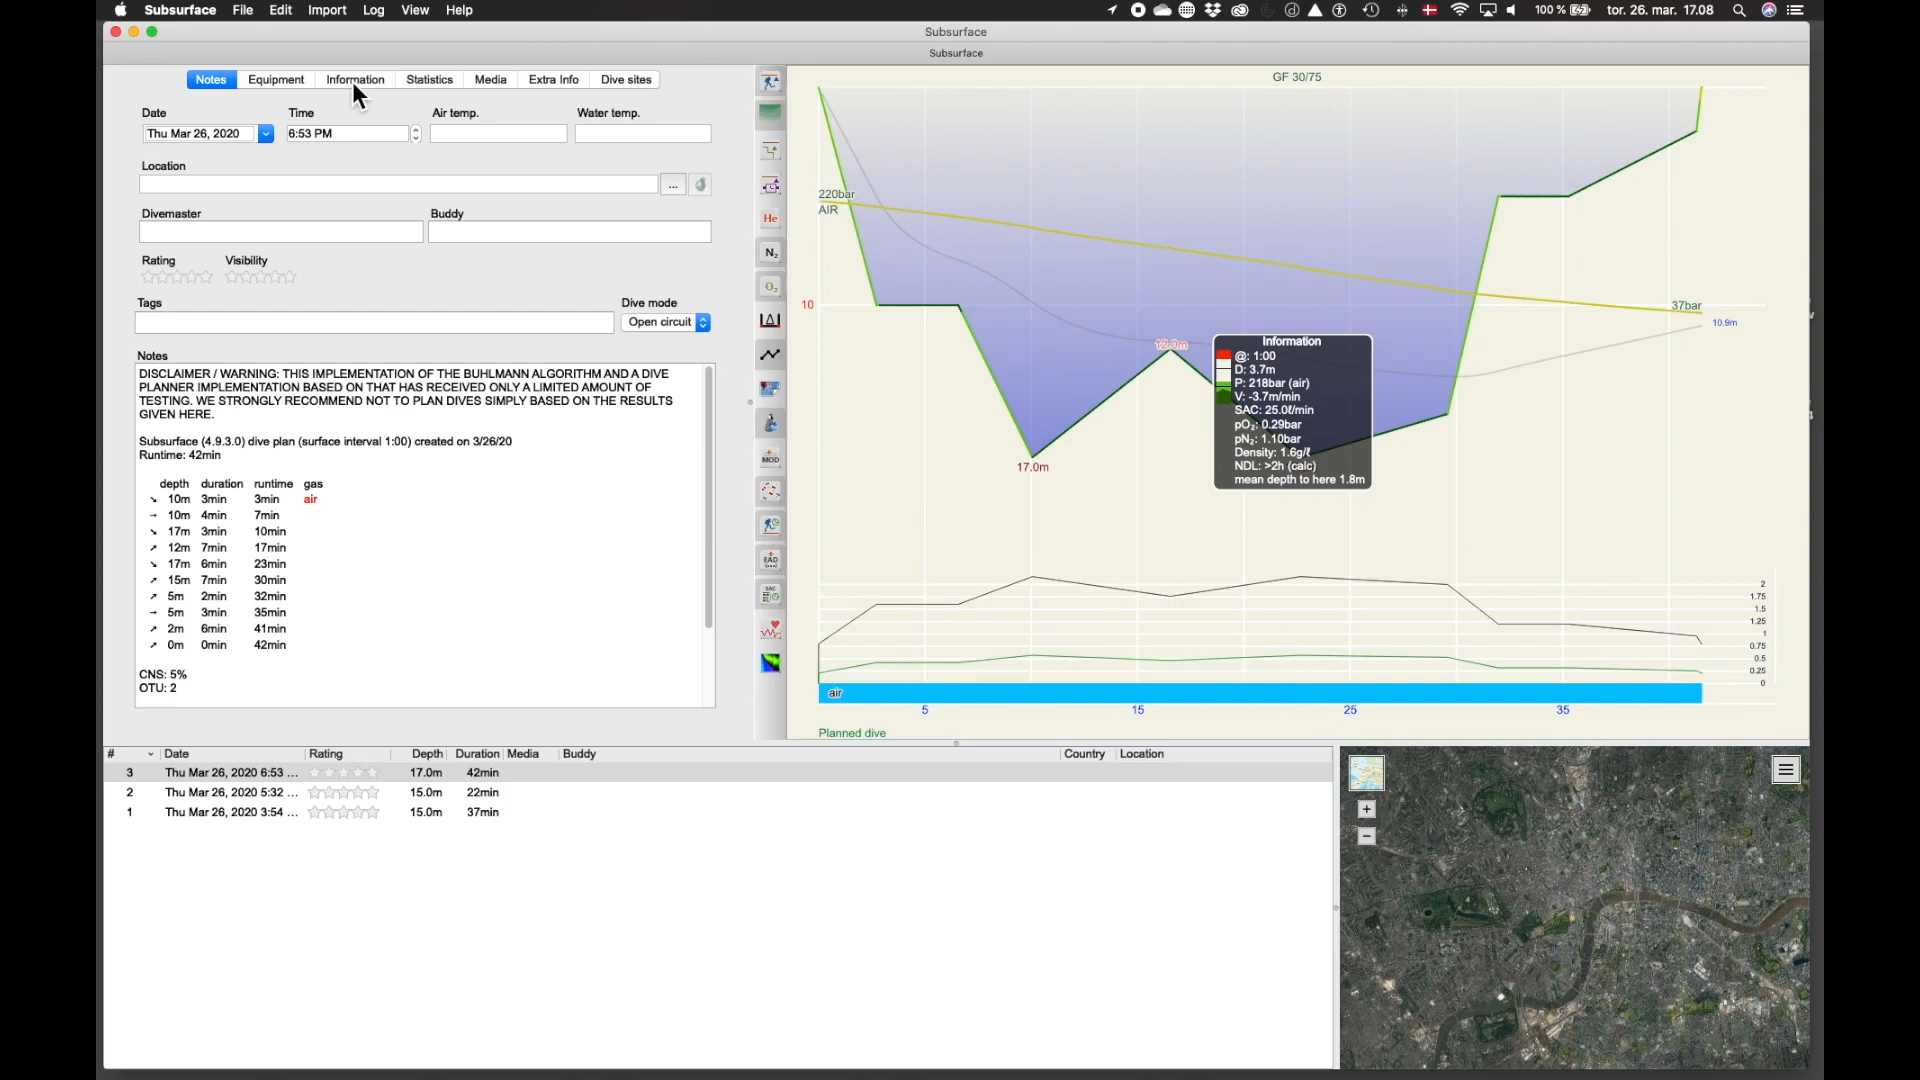 Subsurface File Edit Import Log View Help
100 % tor. 26. mar. 17.08
Subsurface
Subsurface
Notes Equipment Information Statistics Media Extra Info Dive sites
Date Time Air temp. Water temp.
Thu Mar 26, 2020 6:53 PM
Location
...
Divemaster Buddy
Rating Visibility
Tags Dive mode
Open circuit
Notes
DISCLAIMER / WARNING: THIS IMPLEMENTATION OF THE BUHLMANN ALGORITHM AND A DIVE
PLANNER IMPLEMENTATION BASED ON THAT HAS RECEIVED ONLY A LIMITED AMOUNT OF
TESTING. WE STRONGLY RECOMMEND NOT TO PLAN DIVES SIMPLY BASED ON THE RESULTS
GIVEN HERE.
Subsurface (4.9.3.0) dive plan (surface interval 1:00) created on 3/26/20
Runtime: 42min
depth duration runtime gas
➘ 10m 3min 3min air
➙ 10m 4min 7min
➘ 17m 3min 10min
➚ 12m 7min 17min
➘ 17m 6min 23min
➚ 15m 7min 30min
➚ 5m 2min 32min
➙ 5m 3min 35min
➚ 2m 6min 41min
➚ 0m 0min 42min
CNS: 5%
OTU: 2
He
N₂
O₂
MOD
EAD
SAC
GF 30/75
220bar
AIR
10
37bar
10.9m
12.0m
17.0m
Information
@: 1:00
D: 3.7m
P: 218bar (air)
V: -3.7m/min
SAC: 25.0ℓ/min
pO₂: 0.29bar
pN₂: 1.10bar
Density: 1.6g/ℓ
NDL: >2h (calc)
mean depth to here 1.8m
2
1.75
1.5
1.25
1
0.75
0.5
0.25
0
air
5 15 25 35
Planned dive
# Date Rating Depth Duration Media Buddy Country Location
3 Thu Mar 26, 2020 6:53 ... 17.0m 42min
2 Thu Mar 26, 2020 5:32 ... 15.0m 22min
1 Thu Mar 26, 2020 3:54 ... 15.0m 37min
+
−